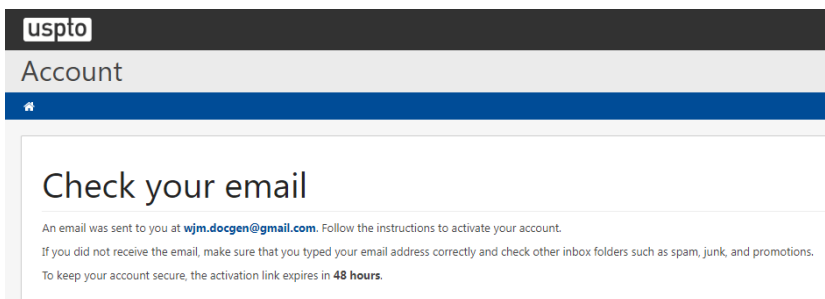 uspto
Account
Check your email
An email was sent to you at wjm.docgen@gmail.com. Follow the instructions to activate your account.
If you did not receive the email, make sure that you typed your email address correctly and check other inbox folders such as spam, junk, and promotions.
To keep your account secure, the activation link expires in 48 hours.